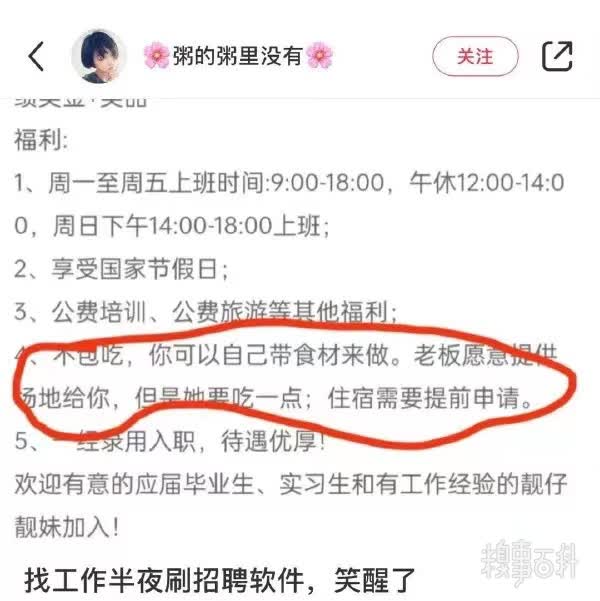 🌸粥的粥里没有🌸
关注
绩奖金+奖品
福利:
1、周一至周五上班时间:9:00-18:00，午休12:00-14:0
0，周日下午14:00-18:00上班；
2、享受国家节假日；
3、公费培训、公费旅游等其他福利；
4、不包吃，你可以自己带食材来做。老板愿意提供
场地给你，但是她要吃一点；住宿需要提前申请。
5、一经录用入职，待遇优厚！
欢迎有意的应届毕业生、实习生和有工作经验的靓仔
靓妹加入！
找工作半夜刷招聘软件，笑醒了
糗事百科